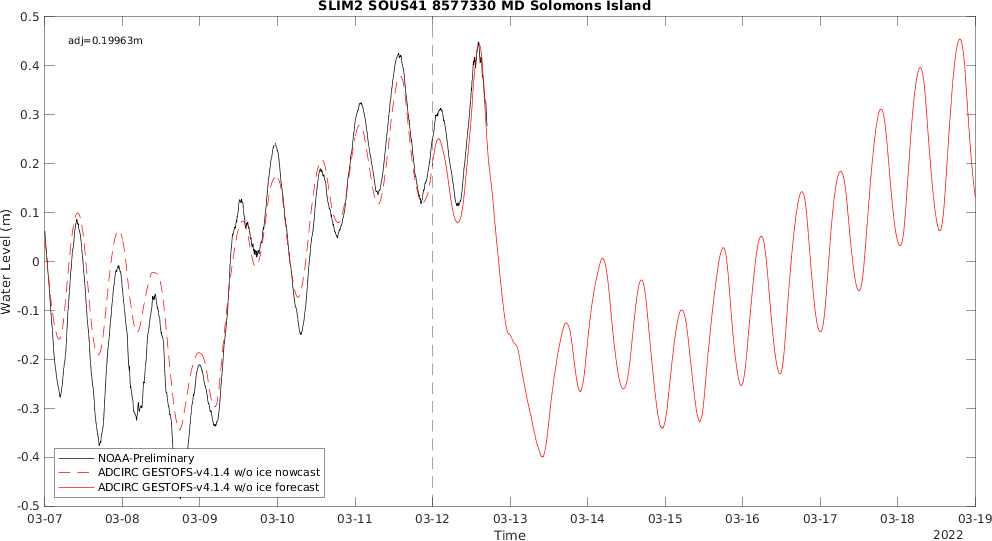 SLIM2 SOUS41 8577330 MD Solomons Island
adj=0.19963m
0.5
0.4
0.3
0.2
0.1
0
-0.1
-0.2
-0.3
-0.4
-0.5
Water Level (m)
NOAA-Preliminary
ADCIRC GESTOFS-v4.1.4 w/o ice nowcast
ADCIRC GESTOFS-v4.1.4 w/o ice forecast
03-07 03-08 03-09 03-10 03-11 03-12 03-13 03-14 03-15 03-16 03-17 03-18 03-19
Time
2022